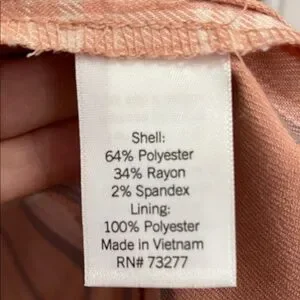 Shell:
64% Polyester
34% Rayon
2% Spandex
Lining:
100% Polyester
Made in Vietnam
RN# 73277